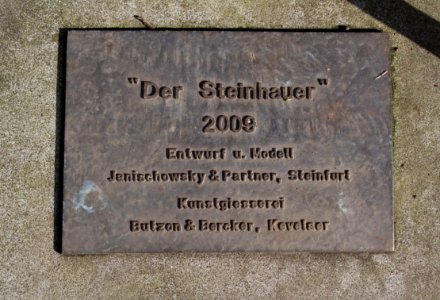 "Der Steinhauer"
2009
Entwurf u. Modell
Janischowsky & Partner, Steinfurt
Kunstgiesserei
Butzon & Bercker, Kevelaer